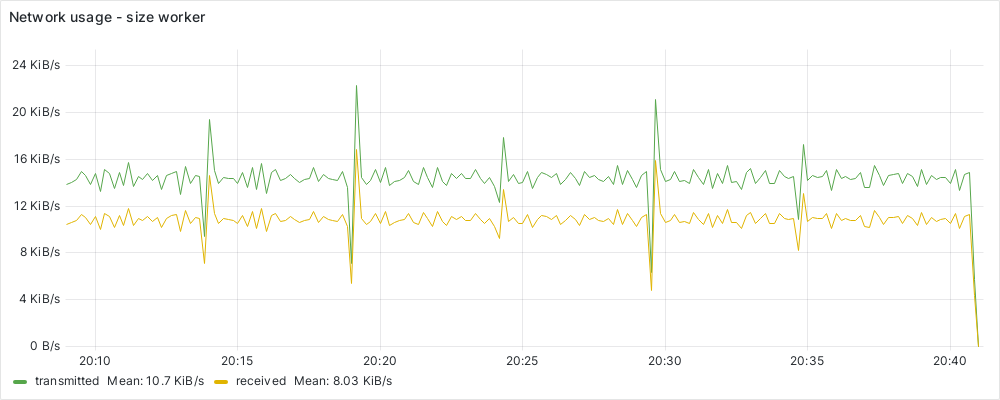 Network usage - size worker
24 KiB/s
20 KiB/s
16 KiB/s
12 KiB/s
8 KiB/s
4 KiB/s
0 B/s
20:10 20:15 20:20 20:25 20:30 20:35 20:40
transmitted Mean: 10.7 KiB/s received Mean: 8.03 KiB/s